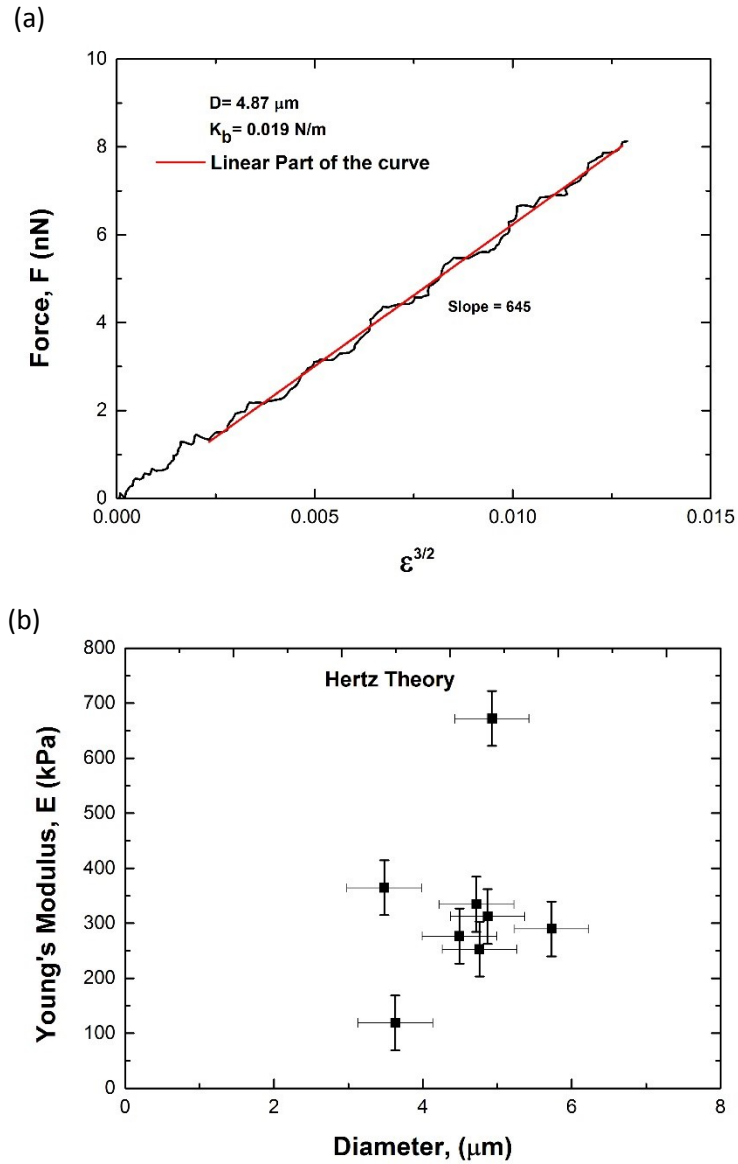 (a)
10
8
6
4
2
0
Force, F (nN)
D= 4.87 μm
K_b= 0.019 N/m
Linear Part of the curve
Slope = 645
0.000 0.005 0.010 0.015
ε^3/2
(b)
800
700
600
500
400
300
200
100
0
Young's Modulus, E (kPa)
Hertz Theory
0 2 4 6 8
Diameter, (μm)